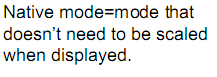 Native mode=mode that
doesn't need to be scaled
when displayed.